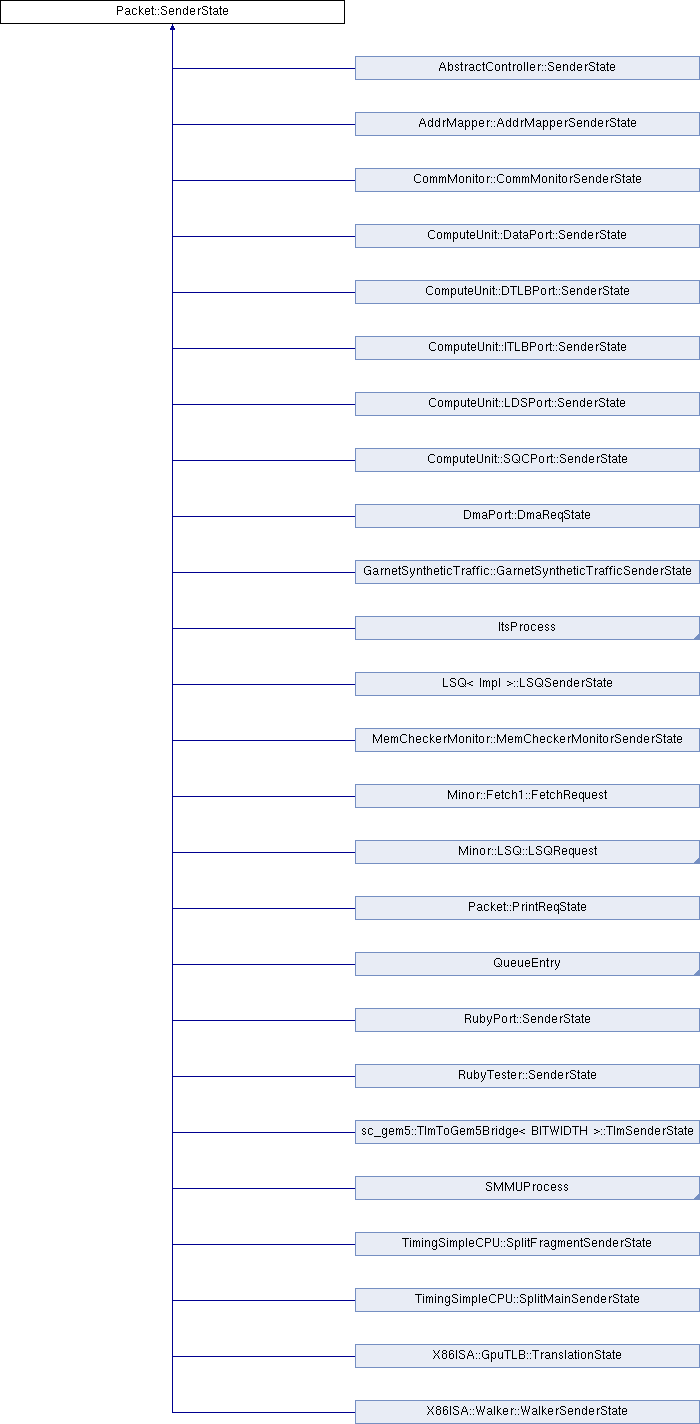 Packet::SenderState
AbstractController::SenderState
AddrMapper::AddrMapperSenderState
CommMonitor::CommMonitorSenderState
ComputeUnit::DataPort::SenderState
ComputeUnit::DTLBPort::SenderState
ComputeUnit::ITLBPort::SenderState
ComputeUnit::LDSPort::SenderState
ComputeUnit::SQCPort::SenderState
DmaPort::DmaReqState
GarnetSyntheticTraffic::GarnetSyntheticTrafficSenderState
ItsProcess
LSQ< Impl >::LSQSenderState
MemCheckerMonitor::MemCheckerMonitorSenderState
Minor::Fetch1::FetchRequest
Minor::LSQ::LSQRequest
Packet::PrintReqState
QueueEntry
RubyPort::SenderState
RubyTester::SenderState
sc_gem5::TlmToGem5Bridge< BITWIDTH >::TlmSenderState
SMMUProcess
TimingSimpleCPU::SplitFragmentSenderState
TimingSimpleCPU::SplitMainSenderState
X86ISA::GpuTLB::TranslationState
X86ISA::Walker::WalkerSenderState